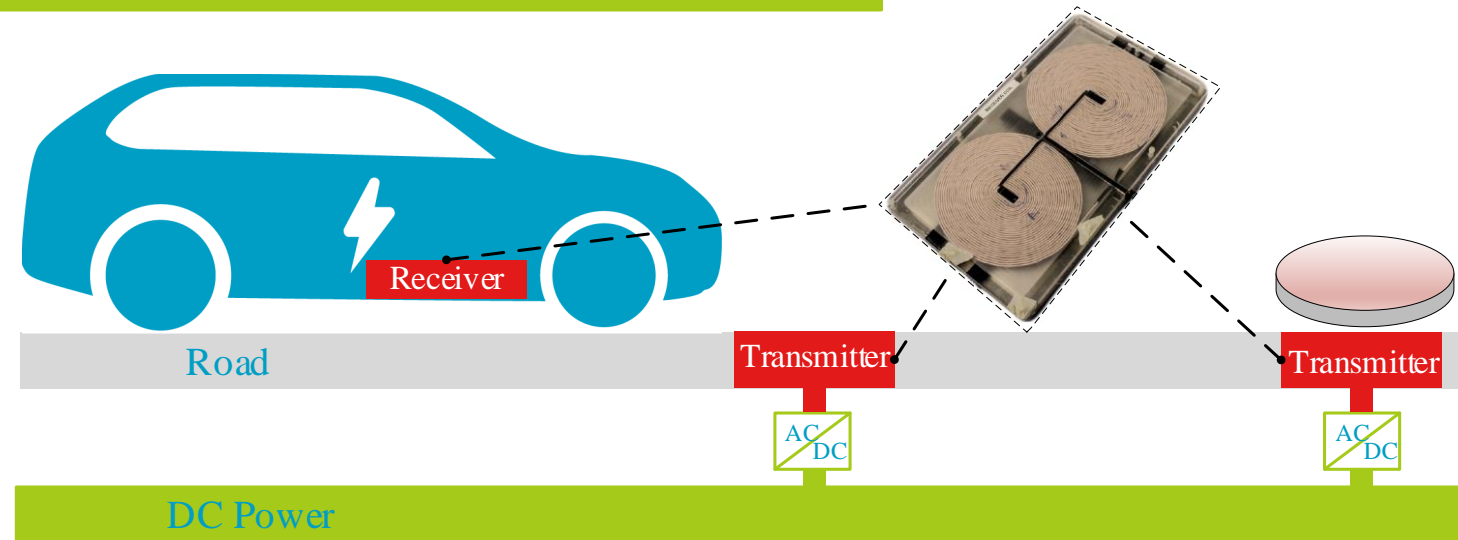 Receiver
Transmitter
Transmitter
Road
AC
DC
AC
DC
DC Power